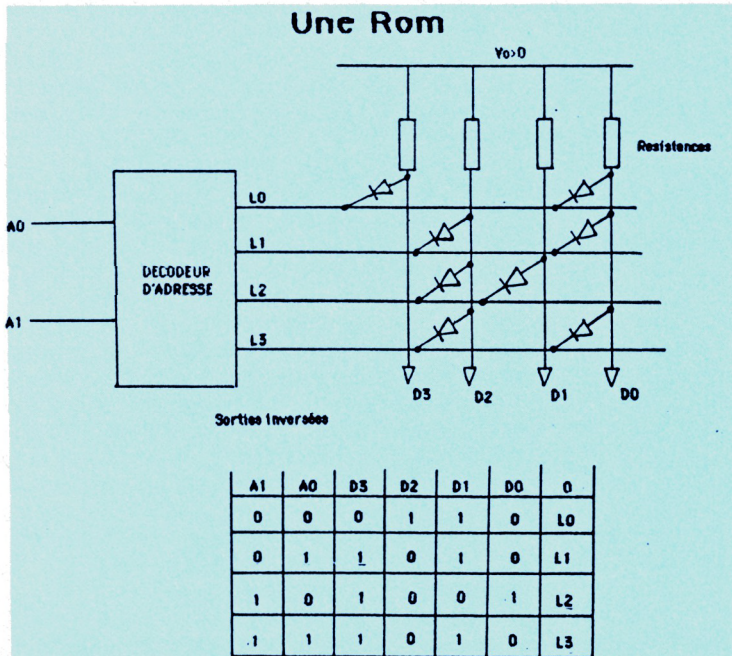 Une Rom
Vo>0
Resistences
L0
A0
L1
DECODEUR
D'ADRESSE
L2
A1
L3
D3 D2 D1 D0
Sorties inversées
A1 A0 D3 D2 D1 D0 0
0 0 0 1 1 0 L0
0 1 1 0 1 0 L1
1 0 1 0 0 1 L2
1 1 1 0 1 0 L3